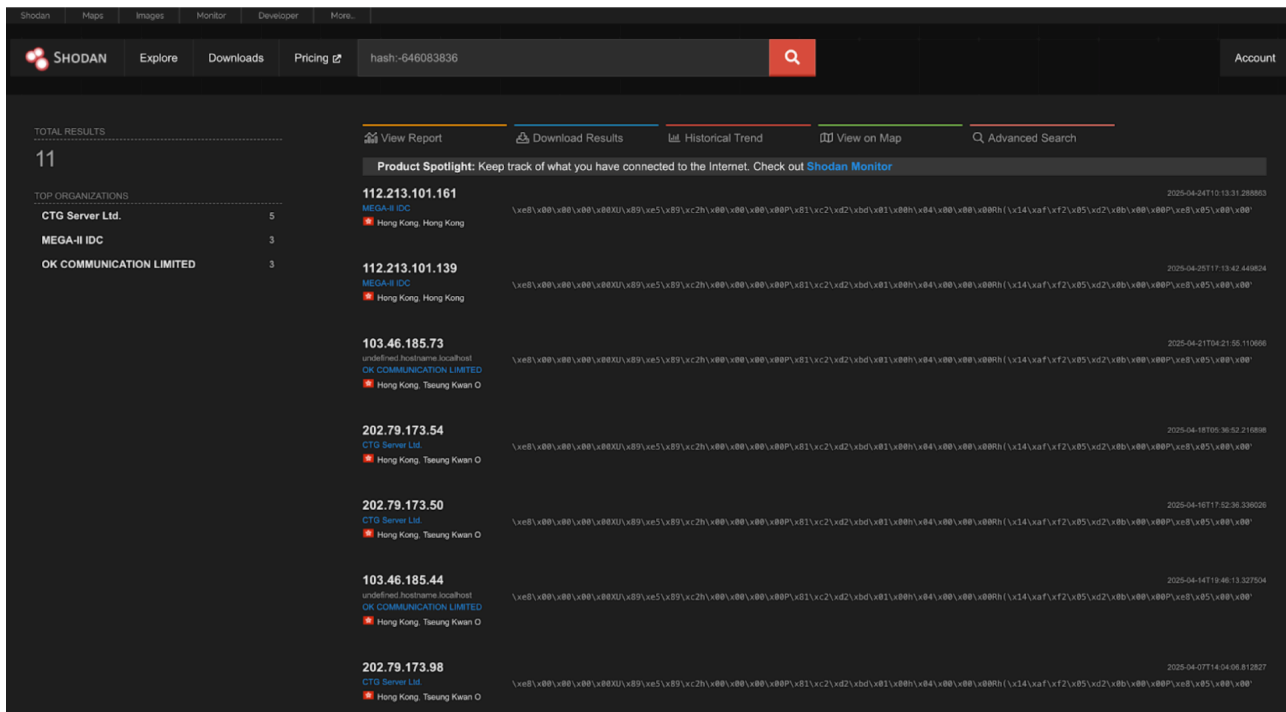 Shodan Maps Images Monitor Developer More...
SHODAN Explore Downloads Pricing hash:-646083836 Account
TOTAL RESULTS
11
TOP ORGANIZATIONS
CTG Server Ltd. 5
MEGA-II IDC 3
OK COMMUNICATION LIMITED 3
View Report Download Results Historical Trend View on Map Advanced Search
Product Spotlight: Keep track of what you have connected to the Internet. Check out Shodan Monitor
112.213.101.161 2025-04-24T10:13:31.288863
MEGA-II IDC
Hong Kong, Hong Kong
\xe8\x00\x00\x00\x00XU\x89\xe5\x89\xc2h\x00\x00\x00\x00P\x81\xc2\xd2\xbd\x01\x00h\x04\x00\x00\x00Rh(\x14\xaf\xf2\x05\xd2\x0b\x00\x00P\xe8\x05\x00\x00'
112.213.101.139 2025-04-25T17:13:42.449824
MEGA-II IDC
Hong Kong, Hong Kong
\xe8\x00\x00\x00\x00XU\x89\xe5\x89\xc2h\x00\x00\x00\x00P\x81\xc2\xd2\xbd\x01\x00h\x04\x00\x00\x00Rh(\x14\xaf\xf2\x05\xd2\x0b\x00\x00P\xe8\x05\x00\x00'
103.46.185.73 2025-04-21T04:21:55.110666
undefined.hostname.localhost
OK COMMUNICATION LIMITED
Hong Kong, Tseung Kwan O
\xe8\x00\x00\x00\x00XU\x89\xe5\x89\xc2h\x00\x00\x00\x00P\x81\xc2\xd2\xbd\x01\x00h\x04\x00\x00\x00Rh(\x14\xaf\xf2\x05\xd2\x0b\x00\x00P\xe8\x05\x00\x00'
202.79.173.54 2025-04-18T05:36:52.216898
CTG Server Ltd.
Hong Kong, Tseung Kwan O
\xe8\x00\x00\x00\x00XU\x89\xe5\x89\xc2h\x00\x00\x00\x00P\x81\xc2\xd2\xbd\x01\x00h\x04\x00\x00\x00Rh(\x14\xaf\xf2\x05\xd2\x0b\x00\x00P\xe8\x05\x00\x00'
202.79.173.50 2025-04-16T17:52:36.336026
CTG Server Ltd.
Hong Kong, Tseung Kwan O
\xe8\x00\x00\x00\x00XU\x89\xe5\x89\xc2h\x00\x00\x00\x00P\x81\xc2\xd2\xbd\x01\x00h\x04\x00\x00\x00Rh(\x14\xaf\xf2\x05\xd2\x0b\x00\x00P\xe8\x05\x00\x00'
103.46.185.44 2025-04-14T19:46:13.327504
undefined.hostname.localhost
OK COMMUNICATION LIMITED
Hong Kong, Tseung Kwan O
\xe8\x00\x00\x00\x00XU\x89\xe5\x89\xc2h\x00\x00\x00\x00P\x81\xc2\xd2\xbd\x01\x00h\x04\x00\x00\x00Rh(\x14\xaf\xf2\x05\xd2\x0b\x00\x00P\xe8\x05\x00\x00'
202.79.173.98 2025-04-07T14:04:06.812827
CTG Server Ltd.
Hong Kong, Tseung Kwan O
\xe8\x00\x00\x00\x00XU\x89\xe5\x89\xc2h\x00\x00\x00\x00P\x81\xc2\xd2\xbd\x01\x00h\x04\x00\x00\x00Rh(\x14\xaf\xf2\x05\xd2\x0b\x00\x00P\xe8\x05\x00\x00'